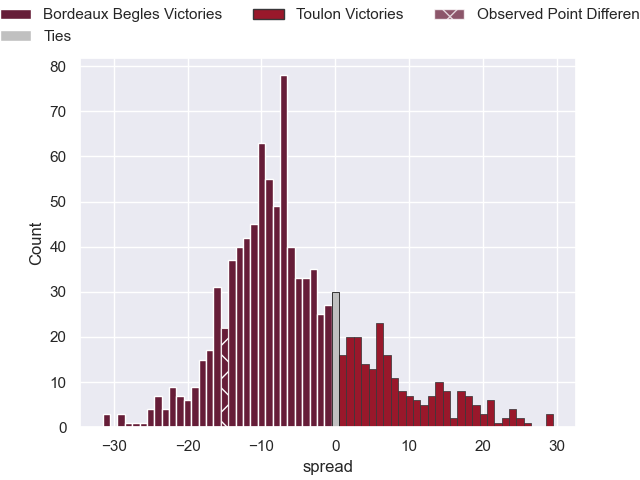 Bordeaux Begles Victories Toulon Victories Observed Point Differen
Ties
80
70
60
50
40
30
20
10
0
Count
−30 −20 −10 0 10 20 30
spread